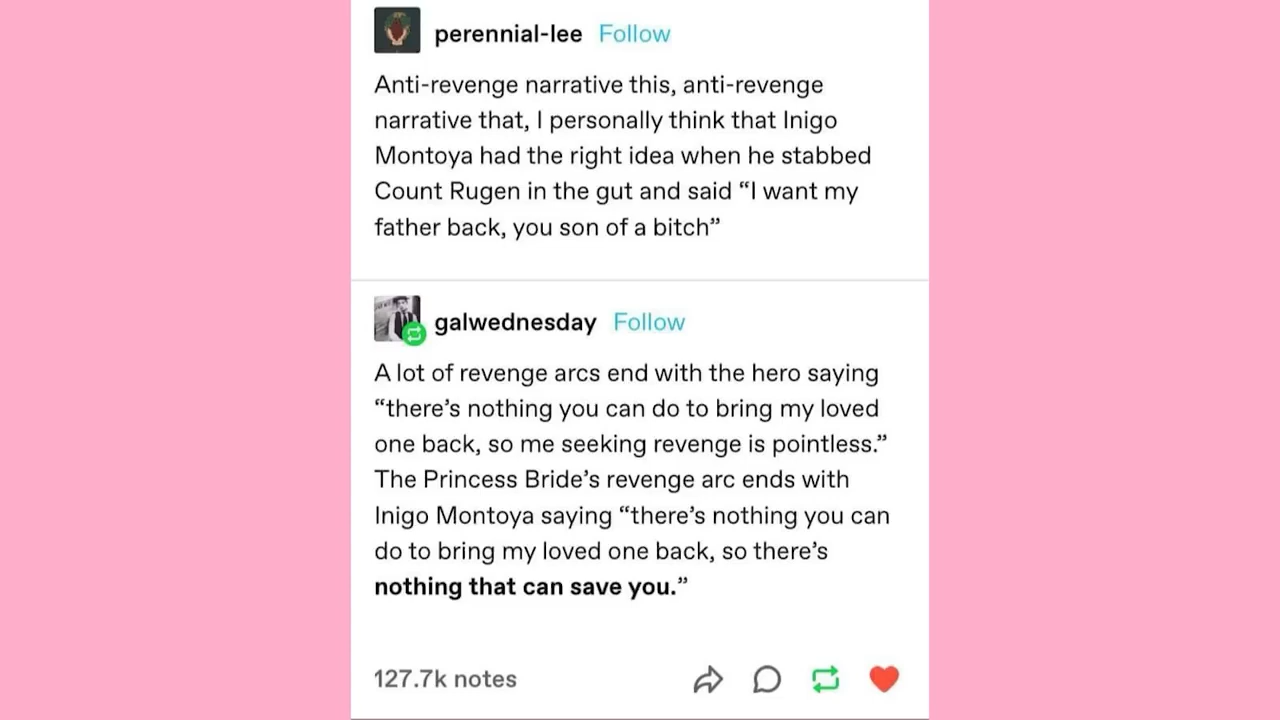 perennial-lee Follow
Anti-revenge narrative this, anti-revenge
narrative that, I personally think that Inigo
Montoya had the right idea when he stabbed
Count Rugen in the gut and said “I want my
father back, you son of a bitch”
galwednesday Follow
A lot of revenge arcs end with the hero saying
“there’s nothing you can do to bring my loved
one back, so me seeking revenge is pointless.”
The Princess Bride’s revenge arc ends with
Inigo Montoya saying “there’s nothing you can
do to bring my loved one back, so there’s
nothing that can save you.”
127.7k notes